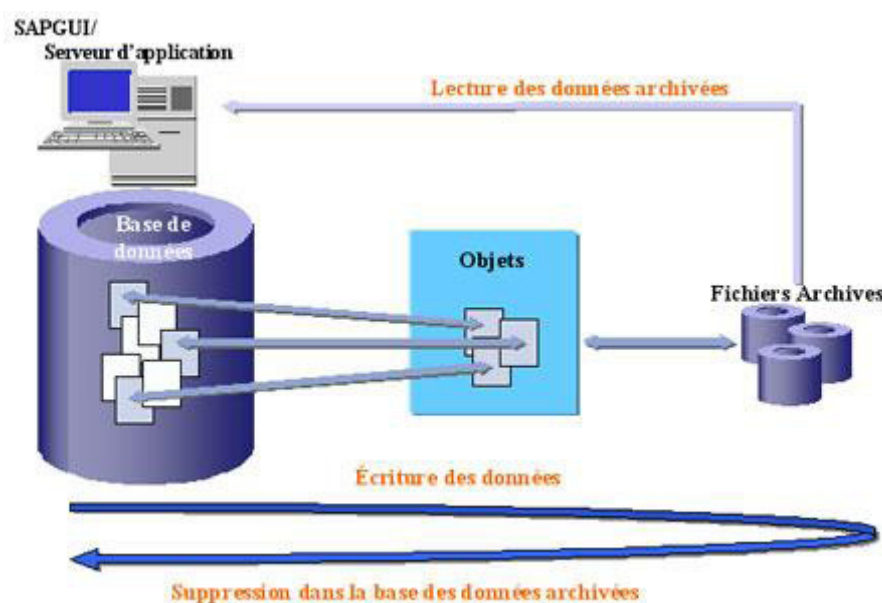 SAPGUI/
Serveur d'application
Lecture des données archivées
Base de
données
Objets
Fichiers Archives
Écriture des données
Suppression dans la base des données archivées